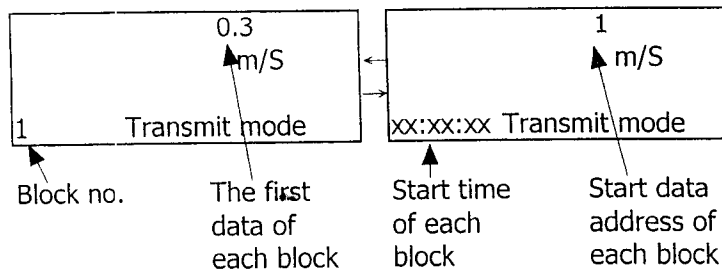 0.3
m/S
1 Transmit mode
1
m/S
xx:xx:xx Transmit mode
Block no.
The first
data of
each block
Start time
of each
block
Start data
address of
each block